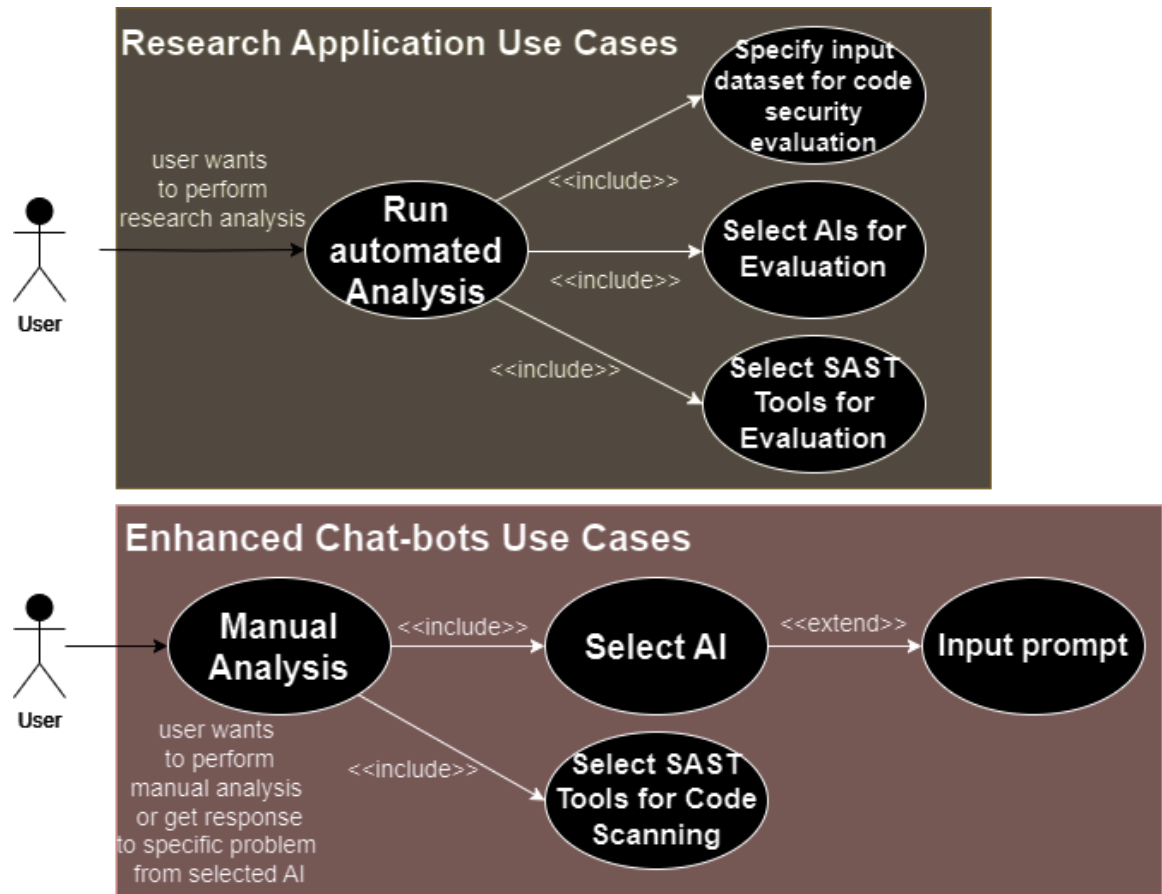 Research Application Use Cases
Specify input
dataset for code
security
evaluation
user wants
to perform
research analysis
<<include>>
Run
automated
Analysis
Select AIs for
Evaluation
<<include>>
User
<<include>>
Select SAST
Tools for
Evaluation
Enhanced Chat-bots Use Cases
Manual
Analysis
<<include>>
Select AI
<<extend>>
Input prompt
User
user wants
to perform
manual analysis
or get response
to specific problem
from selected AI
<<include>>
Select SAST
Tools for Code
Scanning